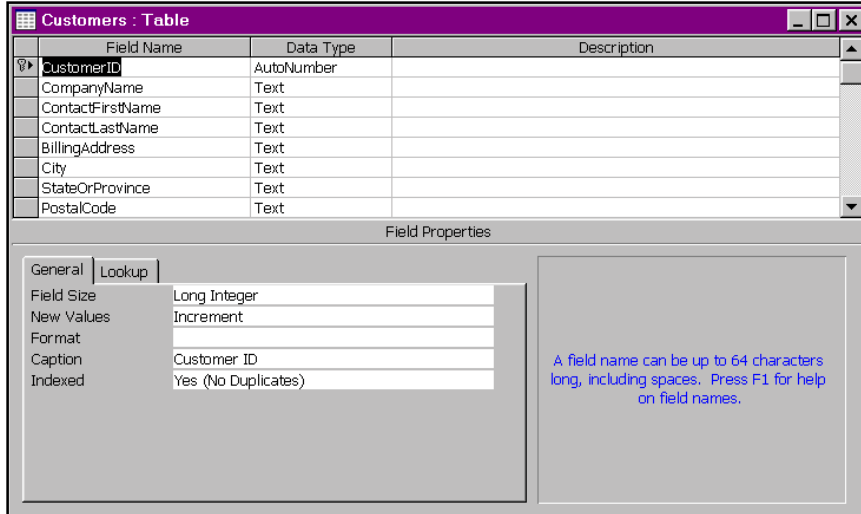 Customers : Table
Field Name Data Type Description
CustomerID AutoNumber
CompanyName Text
ContactFirstName Text
ContactLastName Text
BillingAddress Text
City Text
StateOrProvince Text
PostalCode Text
Field Properties
General Lookup
Field Size Long Integer
New Values Increment
Format
Caption Customer ID
Indexed Yes (No Duplicates)
A field name can be up to 64 characters
long, including spaces. Press F1 for help
on field names.